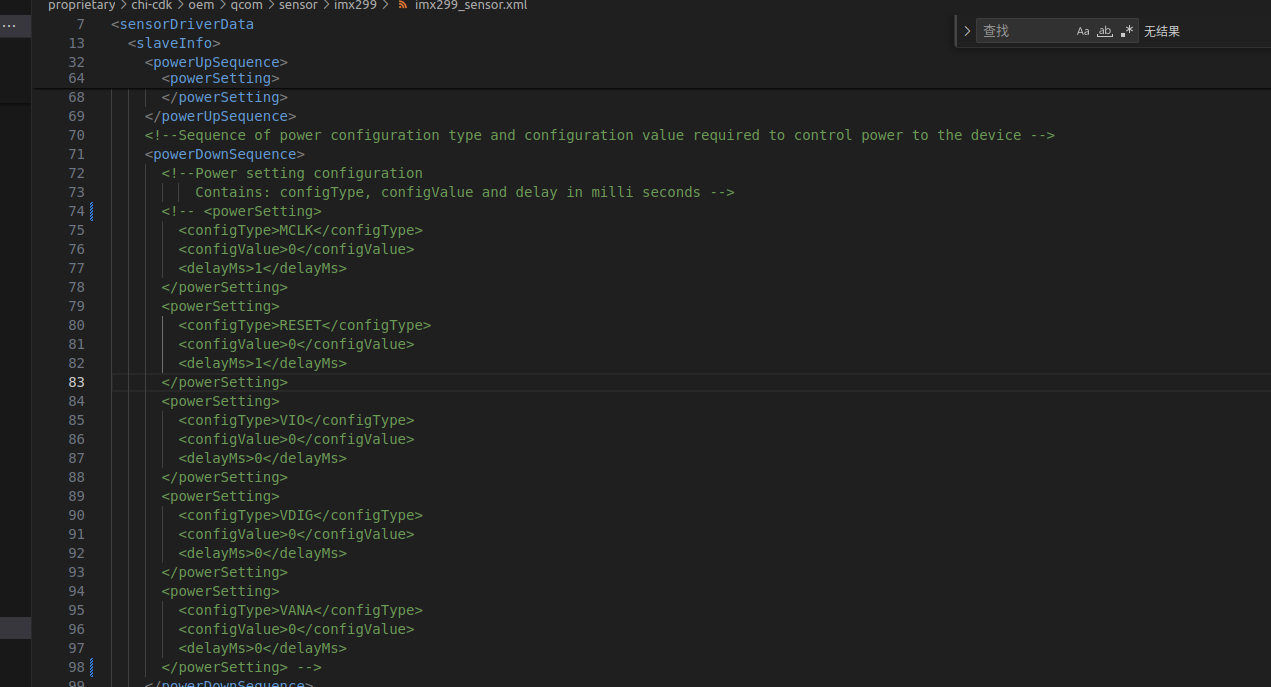 proprietary > chi-cdk > oem > qcom > sensor > imx299 > imx299_sensor.xml
查找 Aa ab .* 无结果
7 <sensorDriverData
13 <slaveInfo>
32 <powerUpSequence>
64 <powerSetting>
68 </powerSetting>
69 </powerUpSequence>
70 <!--Sequence of power configuration type and configuration value required to control power to the device -->
71 <powerDownSequence>
72 <!--Power setting configuration
73 Contains: configType, configValue and delay in milli seconds -->
74 <!-- <powerSetting>
75 <configType>MCLK</configType>
76 <configValue>0</configValue>
77 <delayMs>1</delayMs>
78 </powerSetting>
79 <powerSetting>
80 <configType>RESET</configType>
81 <configValue>0</configValue>
82 <delayMs>1</delayMs>
83 </powerSetting>
84 <powerSetting>
85 <configType>VIO</configType>
86 <configValue>0</configValue>
87 <delayMs>0</delayMs>
88 </powerSetting>
89 <powerSetting>
90 <configType>VDIG</configType>
91 <configValue>0</configValue>
92 <delayMs>0</delayMs>
93 </powerSetting>
94 <powerSetting>
95 <configType>VANA</configType>
96 <configValue>0</configValue>
97 <delayMs>0</delayMs>
98 </powerSetting> -->
99 </powerDownSequence>